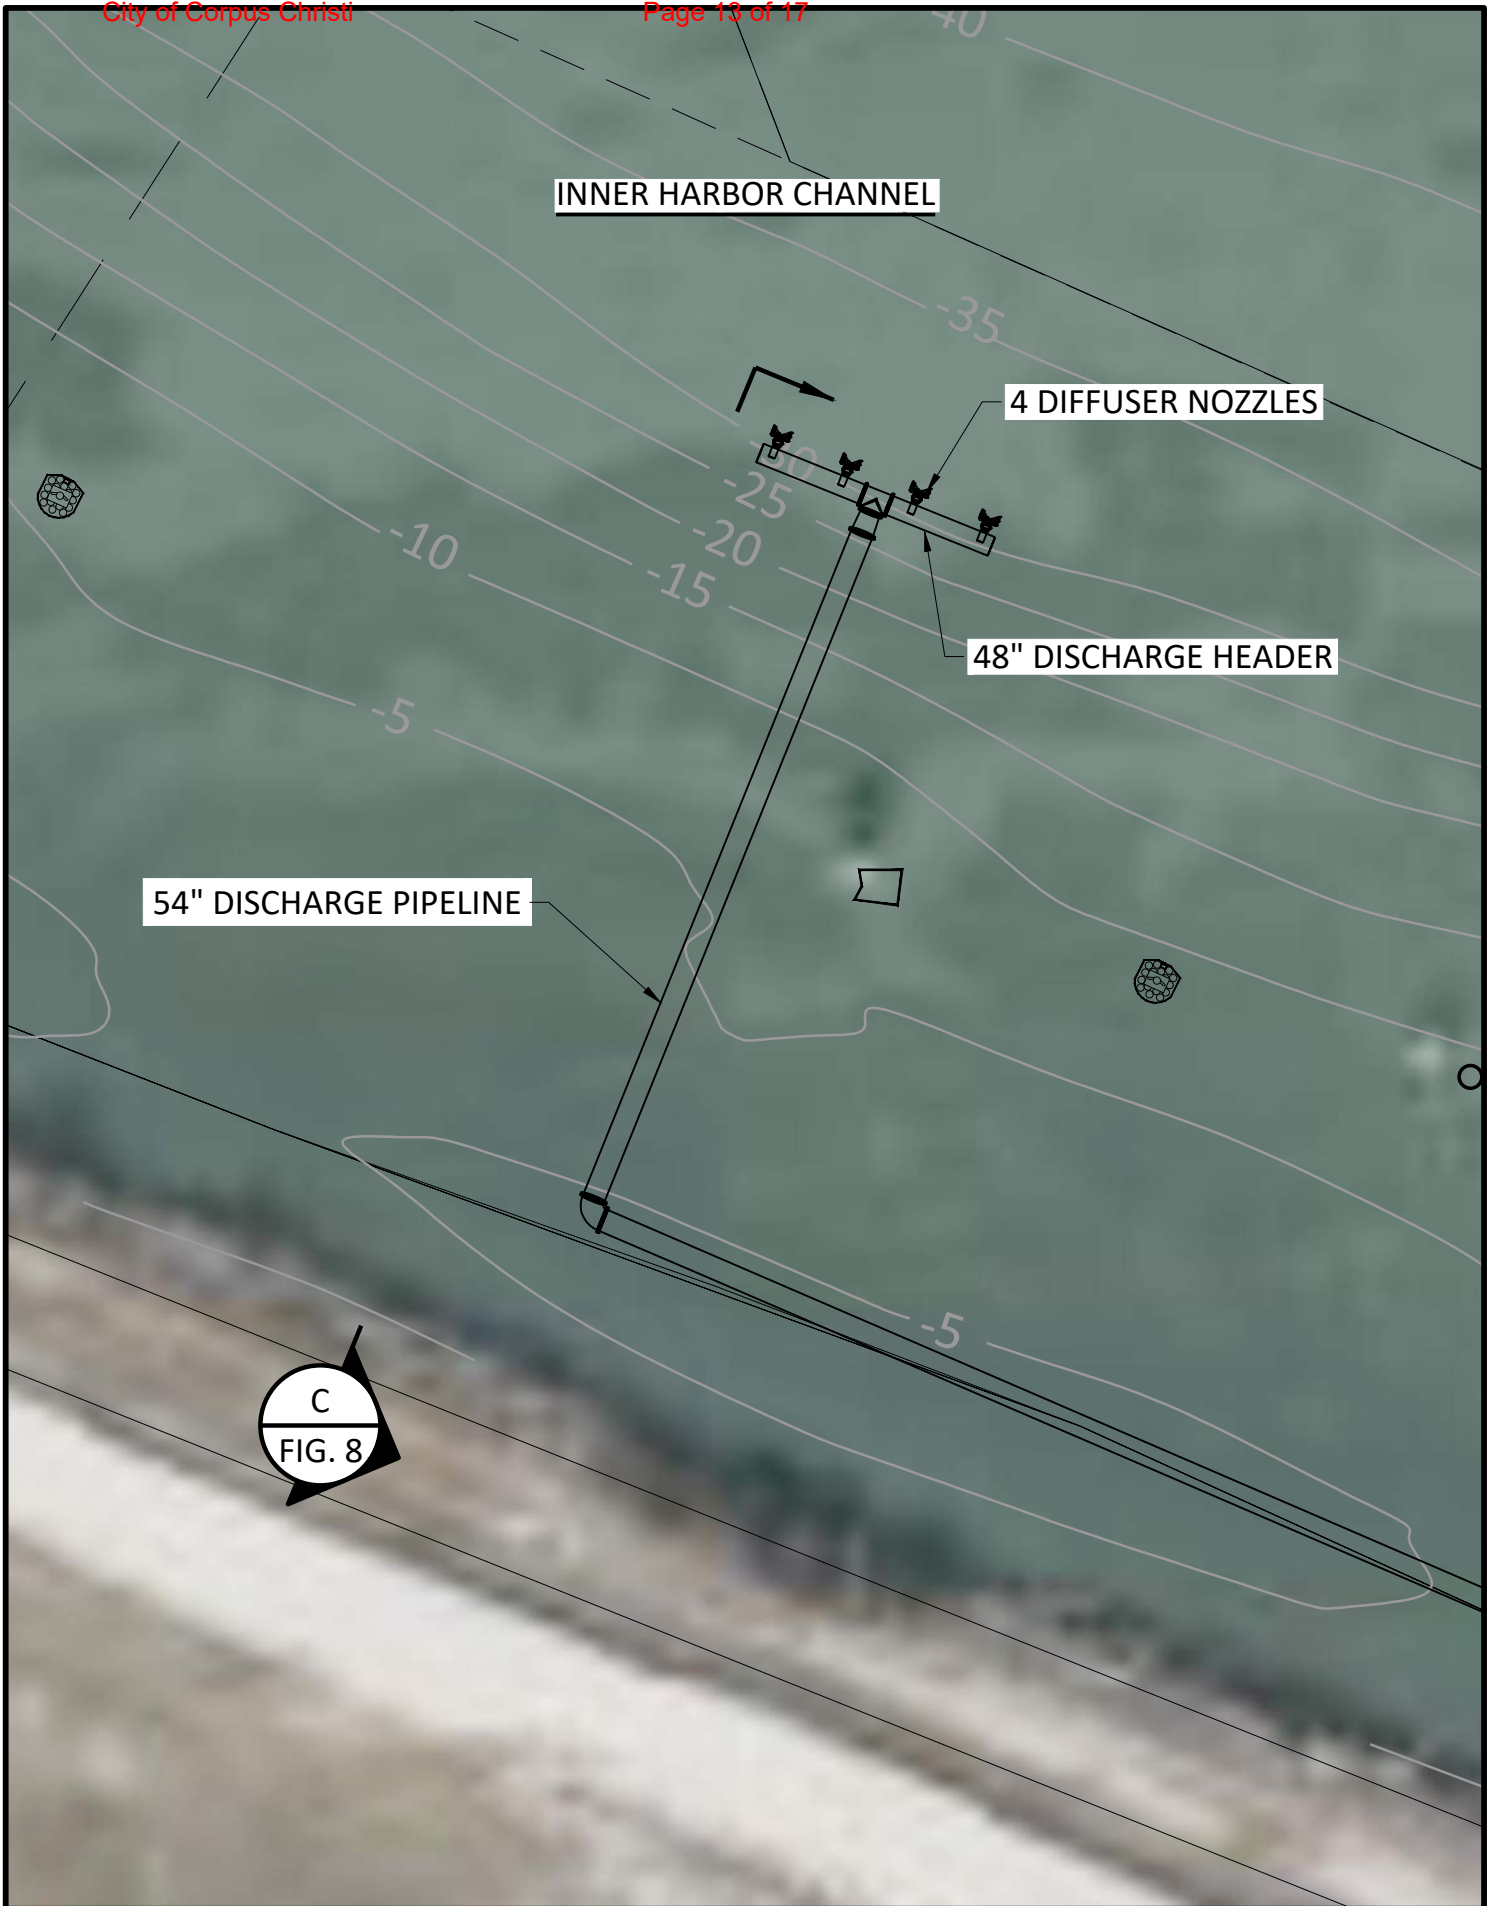 City of Corpus Christi
Page 13 of 17
-40
INNER HARBOR CHANNEL
-35
4 DIFFUSER NOZZLES
-30
-25
-20
-10
-15
48" DISCHARGE HEADER
-5
54" DISCHARGE PIPELINE
-5
C
FIG. 8